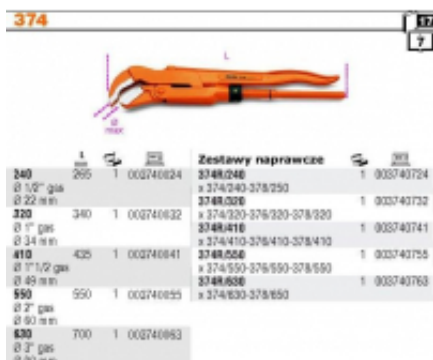 374
7
L
Ø
max
L
240 265 1 003740024
Ø 1/2" gas
Ø 22 mm
320 340 1 003740032
Ø 1" gas
Ø 34 mm
410 435 1 003740041
Ø 1"1/2 gas
Ø 49 mm
550 550 1 003740055
Ø 2" gas
Ø 60 mm
630 700 1 003740063
Ø 3" gas
Zestawy naprawcze
374R/240 1 003740724
x 374/240-378/250
374R/320 1 003740732
x 374/320-376/320-378/320
374R/410 1 003740741
x 374/410-376/410-378/410
374R/550 1 003740755
x 374/550-376/550-378/550
374R/630 1 003740763
x 374/630-378/650